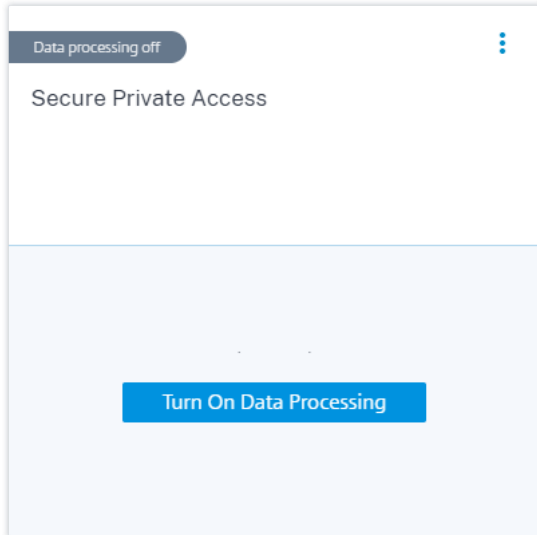 Data processing off
Secure Private Access
Turn On Data Processing